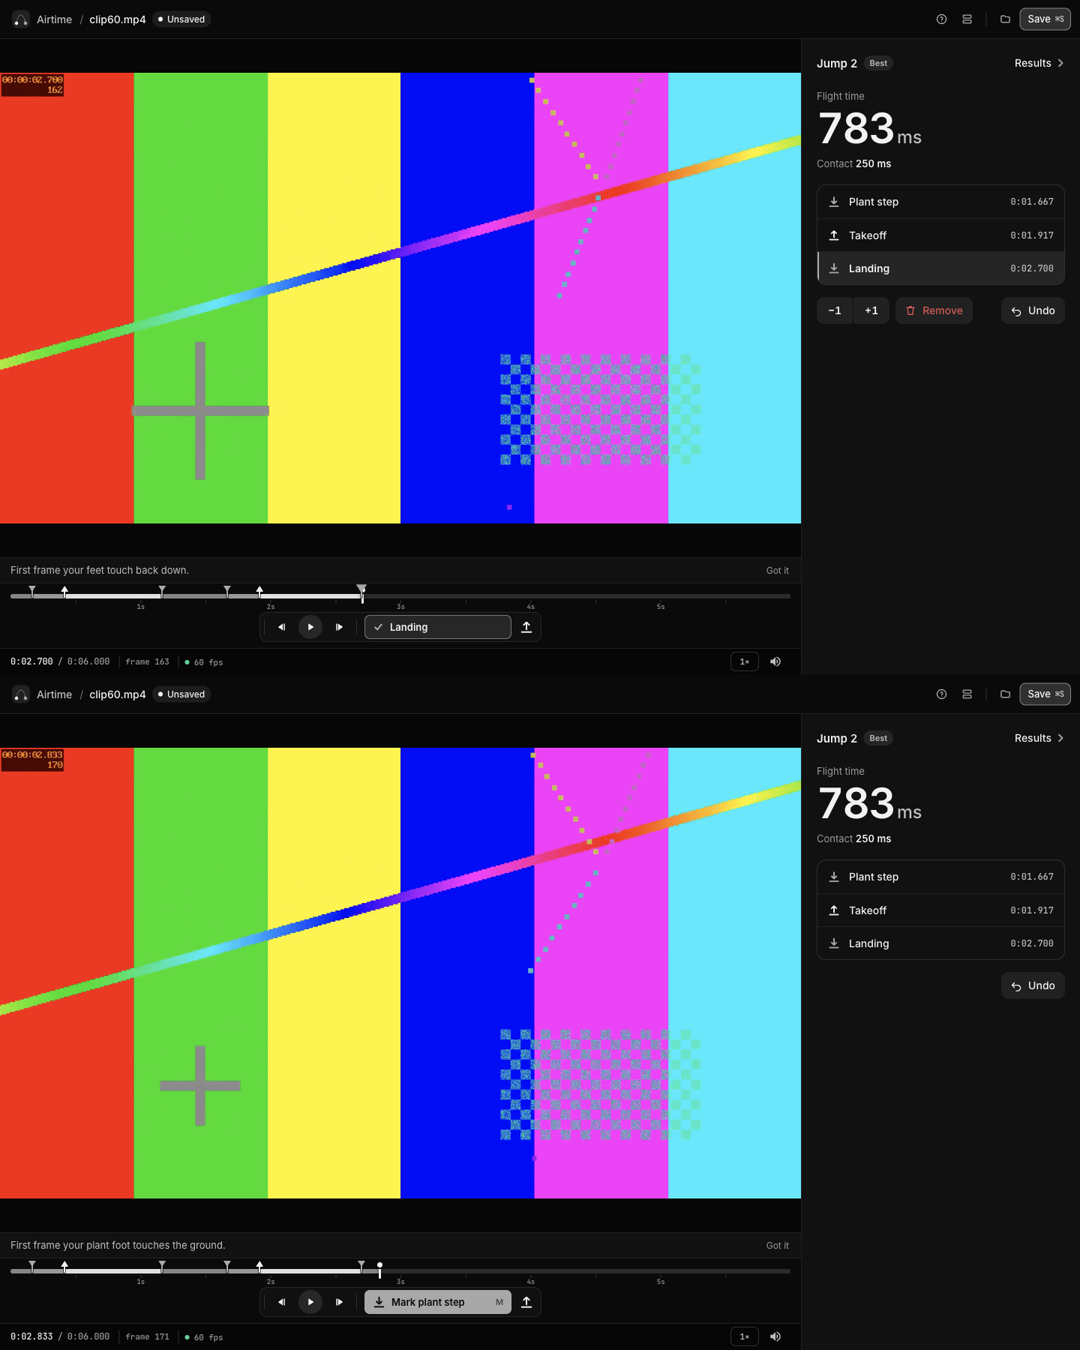 Airtime / clip60.mp4 Unsaved
Save ⌘S
00:00:02.700
162
Jump 2 Best Results
Flight time
783 ms
Contact 250 ms
Plant step 0:01.667
Takeoff 0:01.917
Landing 0:02.700
−1 +1 Remove Undo
First frame your feet touch back down. Got it
1s 2s 3s 4s 5s
Landing
0:02.700 / 0:06.000 frame 163 60 fps 1×
Airtime / clip60.mp4 Unsaved
Save ⌘S
00:00:02.833
170
Jump 2 Best Results
Flight time
783 ms
Contact 250 ms
Plant step 0:01.667
Takeoff 0:01.917
Landing 0:02.700
Undo
First frame your plant foot touches the ground. Got it
1s 2s 3s 4s 5s
Mark plant step M
0:02.833 / 0:06.000 frame 171 60 fps 1×